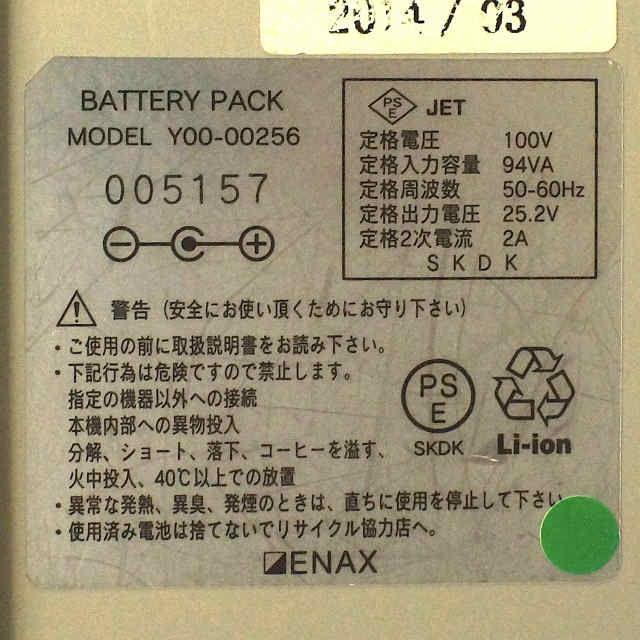 2014/03
BATTERY PACK
MODEL Y00-00256
005157
PS
E
JET
定格電圧 100V
定格入力容量 94VA
定格周波数 50-60Hz
定格出力電圧 25.2V
定格2次電流 2A
SKDK
警告（安全にお使い頂くためにお守り下さい）
・ご使用の前に取扱説明書をお読み下さい。
・下記行為は危険ですので禁止します。
指定の機器以外への接続
本機内部への異物投入
分解、ショート、落下、コーヒーを溢す、
火中投入、40℃以上での放置
・異常な発熱、異臭、発煙のときは、直ちに使用を停止して下さい
・使用済み電池は捨てないでリサイクル協力店へ。
PS
E
SKDK
Li-ion
ENAX